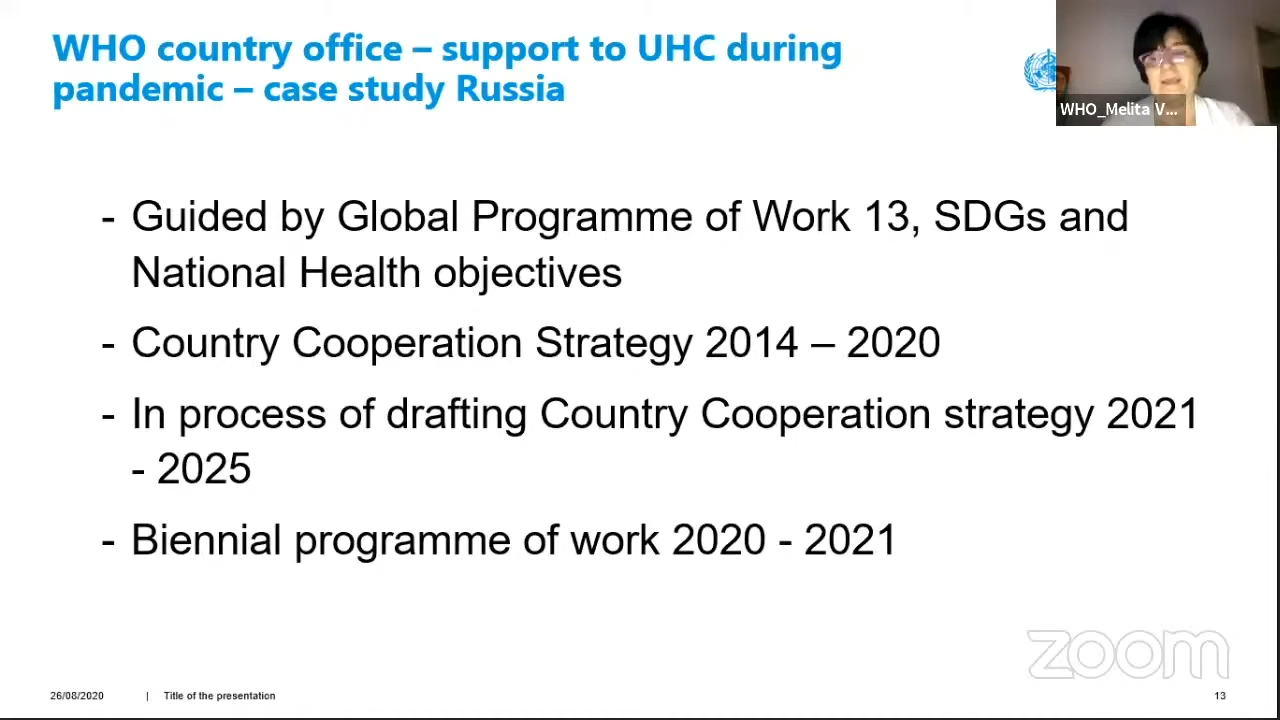 WHO country office – support to UHC during
pandemic – case study Russia
WHO_Melita V...
- Guided by Global Programme of Work 13, SDGs and
National Health objectives
- Country Cooperation Strategy 2014 – 2020
- In process of drafting Country Cooperation strategy 2021
- 2025
- Biennial programme of work 2020 - 2021
zoom
26/08/2020 | Title of the presentation 13